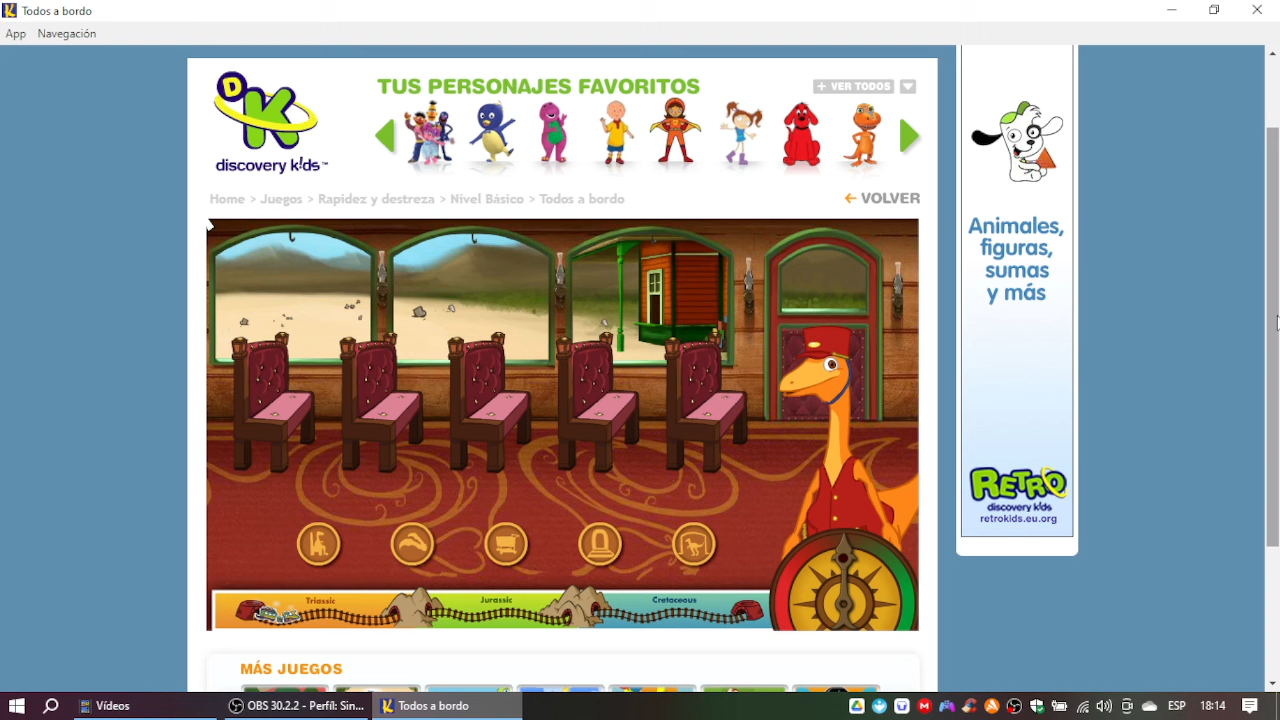 Todos a bordo
App Navegación
TUS PERSONAJES FAVORITOS
+ VER TODOS
D K
discovery k!ds™
Home > Juegos > Rapidez y destreza > Nivel Básico > Todos a bordo
← VOLVER
Triassic
Jurassic
Cretaceous
MÁS JUEGOS
Animales,
figuras,
sumas
y más
RETRO
discovery k!ds
retrokids.eu.org
Vídeos
OBS 30.2.2 - Perfil: Sin...
Todos a bordo
ESP
18:14